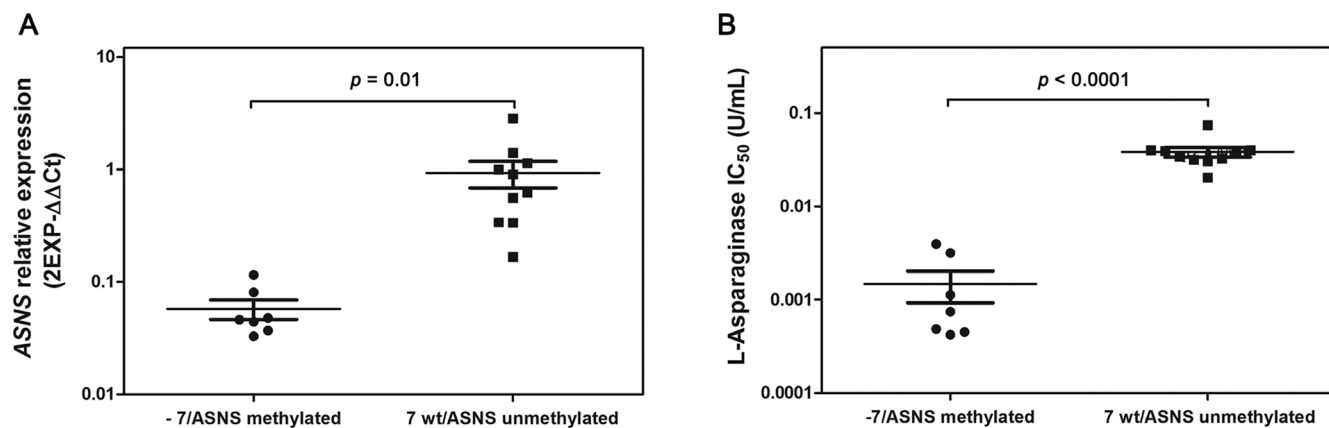 A
ASNS relative expression
(2EXP-ΔΔCt)
10
1
0.1
0.01
p = 0.01
- 7/ASNS methylated
7 wt/ASNS unmethylated
B
L-Asparaginase IC50 (U/mL)
0.1
0.01
0.001
0.0001
p < 0.0001
-7/ASNS methylated
7 wt/ASNS unmethylated